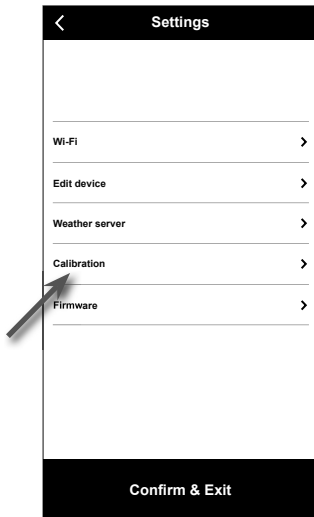 Settings
Wi-Fi
Edit device
Weather server
Calibration
Firmware
Confirm & Exit